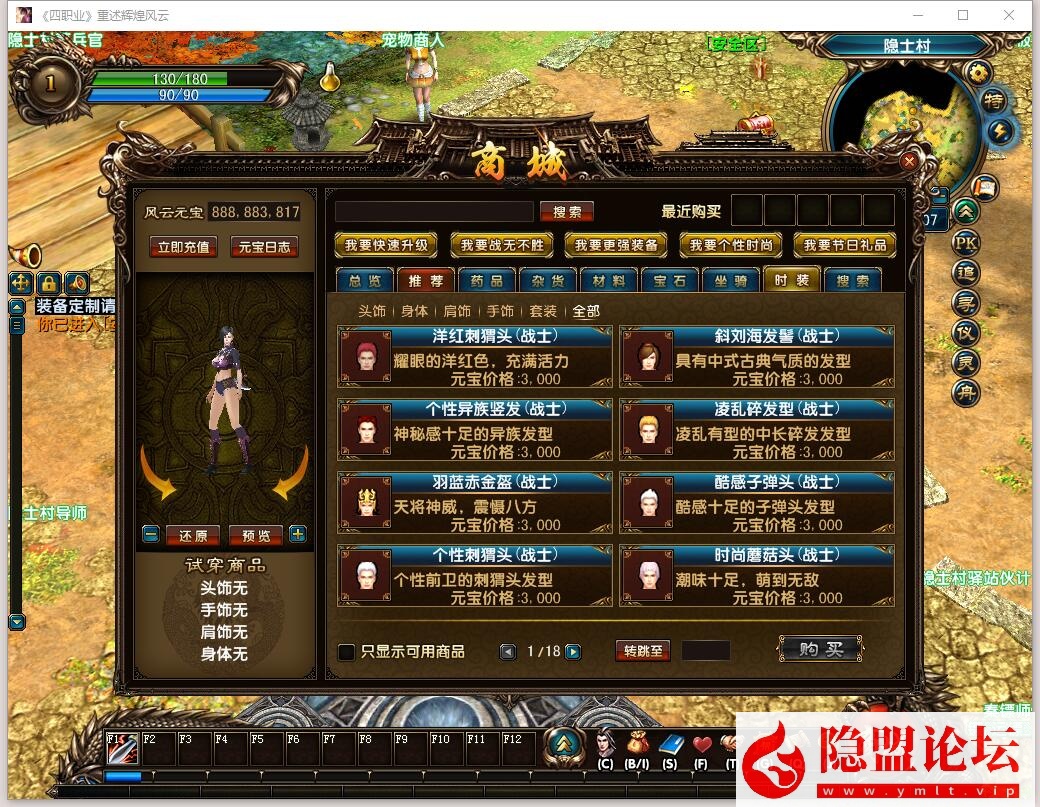 《四职业》重述辉煌风云
宠物商人
[安全区]
隐士村
1
130/180
90/90
特
商城
风云元宝 888,883,817
搜索
最近购买
07
立即充值 元宝日志
我要快速升级 我要战无不胜 我要更强装备 我要个性时尚 我要节日礼品
PK
追
寻
仪
灵
舟
总览 推荐 药品 杂货 材料 宝石 坐骑 时装 搜索
装备定制请
你已进入
头饰 | 身体 | 肩饰 | 手饰 | 套装 | 全部
洋红刺猬头(战士)
耀眼的洋红色，充满活力
元宝价格:3,000
斜刘海发髻(战士)
具有中式古典气质的发型
元宝价格:3,000
个性异族竖发(战士)
神秘感十足的异族发型
元宝价格:3,000
凌乱碎发型(战士)
凌乱有型的中长碎发发型
元宝价格:3,000
羽蓝赤金盔(战士)
天将神威，震慑八方
元宝价格:3,000
酷感子弹头(战士)
酷感十足的子弹头发型
元宝价格:3,000
个性刺猬头(战士)
个性前卫的刺猬头发型
元宝价格:3,000
时尚蘑菇头(战士)
潮味十足，萌到无敌
元宝价格:3,000
士村导师
还原 预览
试穿商品
头饰无
手饰无
肩饰无
身体无
隐士村驿站伙计
只显示可用商品
1/18
转跳至
购买
F1 F2 F3 F4 F5 F6 F7 F8 F9 F10 F11 F12
(C) (B/I) (S) (F)
隐盟论坛
www.ymlt.vip